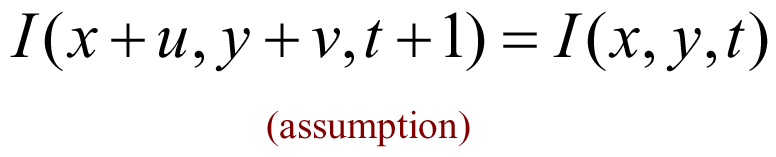 I(x+u, y+v, t+1) = I(x, y, t)
(assumption)